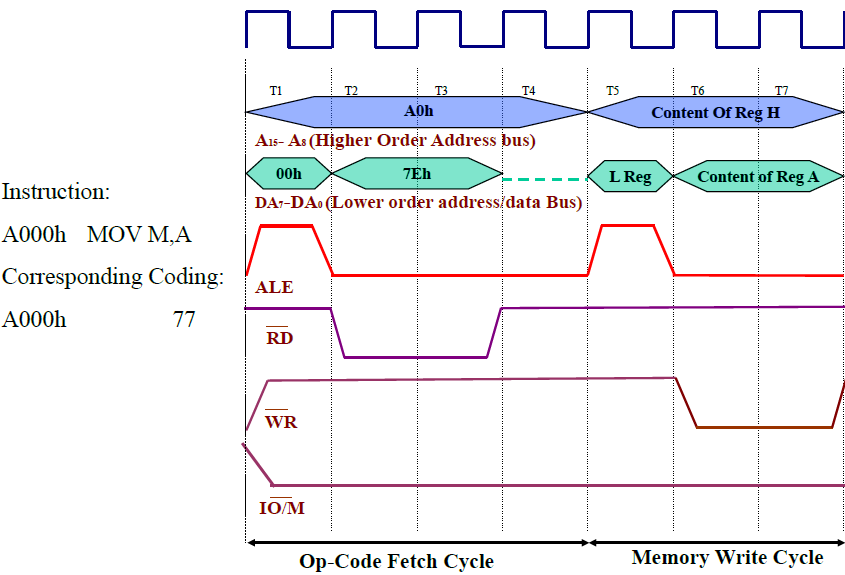 T1 T2 T3 T4 T5 T6 T7
A0h Content Of Reg H
A15- A8 (Higher Order Address bus)
00h 7Eh L Reg Content of Reg A
DA7-DA0 (Lower order address/data Bus)
Instruction:
A000h MOV M,A
Corresponding Coding:
A000h 77
ALE
RD
WR
IO/M
Op-Code Fetch Cycle
Memory Write Cycle